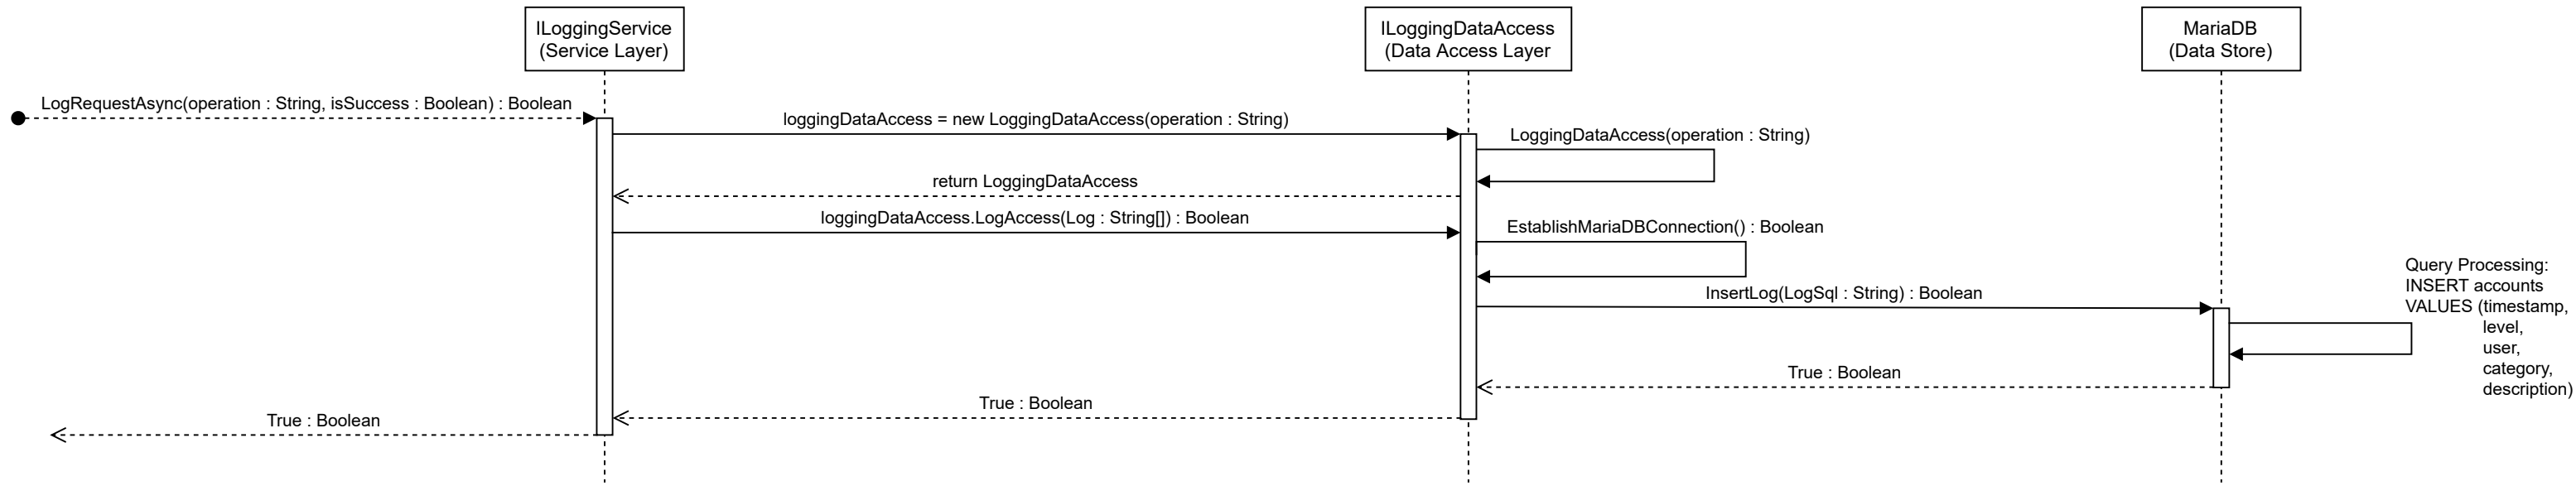 ILoggingService
(Service Layer)
ILoggingDataAccess
(Data Access Layer
MariaDB
(Data Store)
LogRequestAsync(operation : String, isSuccess : Boolean) : Boolean
loggingDataAccess = new LoggingDataAccess(operation : String)
LoggingDataAccess(operation : String)
return LoggingDataAccess
loggingDataAccess.LogAccess(Log : String[]) : Boolean
EstablishMariaDBConnection() : Boolean
InsertLog(LogSql : String) : Boolean
Query Processing:
INSERT accounts
VALUES (timestamp,
level,
user,
category,
description)
True : Boolean
True : Boolean
True : Boolean